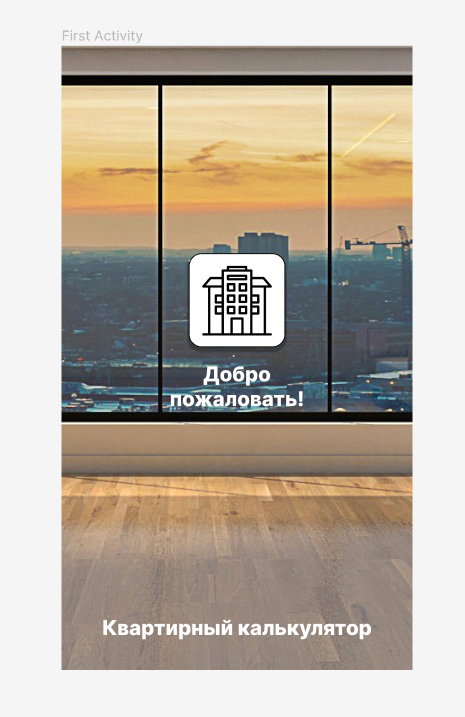 First Activity
Добро
пожаловать!
Квартирный калькулятор